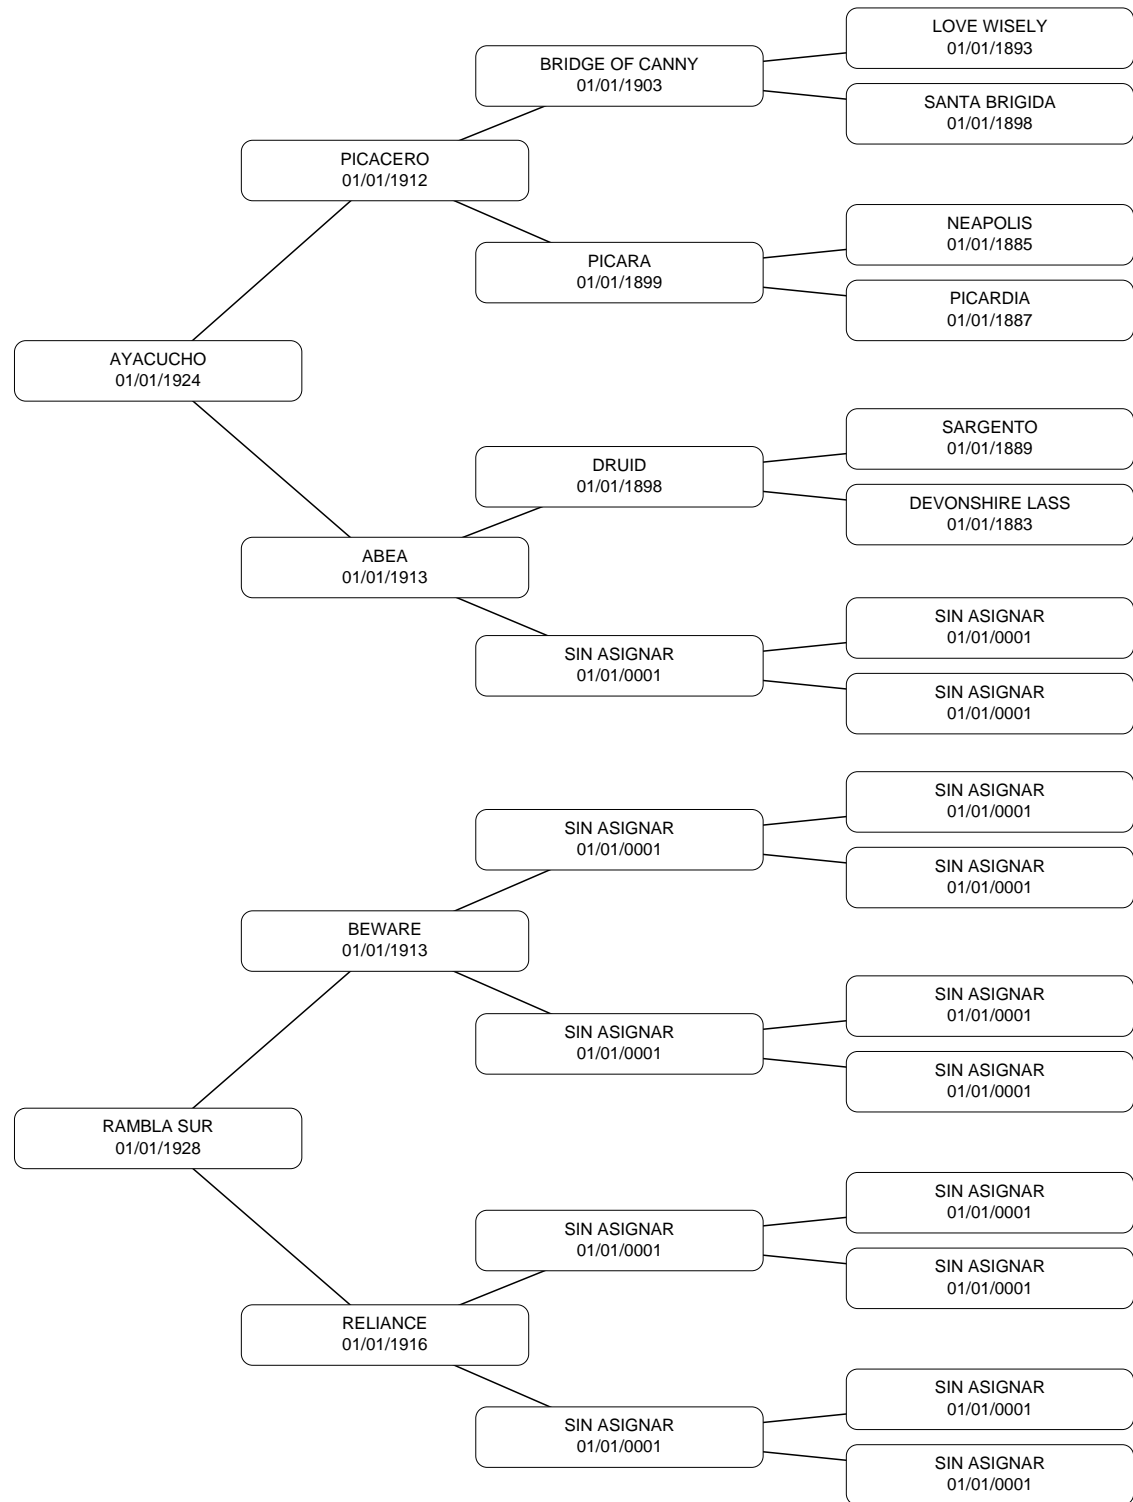 LOVE WISELY
01/01/1893
BRIDGE OF CANNY
01/01/1903
SANTA BRIGIDA
01/01/1898
PICACERO
01/01/1912
NEAPOLIS
01/01/1885
PICARA
01/01/1899
PICARDIA
01/01/1887
AYACUCHO
01/01/1924
SARGENTO
01/01/1889
DRUID
01/01/1898
DEVONSHIRE LASS
01/01/1883
ABEA
01/01/1913
SIN ASIGNAR
01/01/0001
SIN ASIGNAR
01/01/0001
SIN ASIGNAR
01/01/0001
SIN ASIGNAR
01/01/0001
SIN ASIGNAR
01/01/0001
SIN ASIGNAR
01/01/0001
BEWARE
01/01/1913
SIN ASIGNAR
01/01/0001
SIN ASIGNAR
01/01/0001
SIN ASIGNAR
01/01/0001
RAMBLA SUR
01/01/1928
SIN ASIGNAR
01/01/0001
SIN ASIGNAR
01/01/0001
SIN ASIGNAR
01/01/0001
RELIANCE
01/01/1916
SIN ASIGNAR
01/01/0001
SIN ASIGNAR
01/01/0001
SIN ASIGNAR
01/01/0001